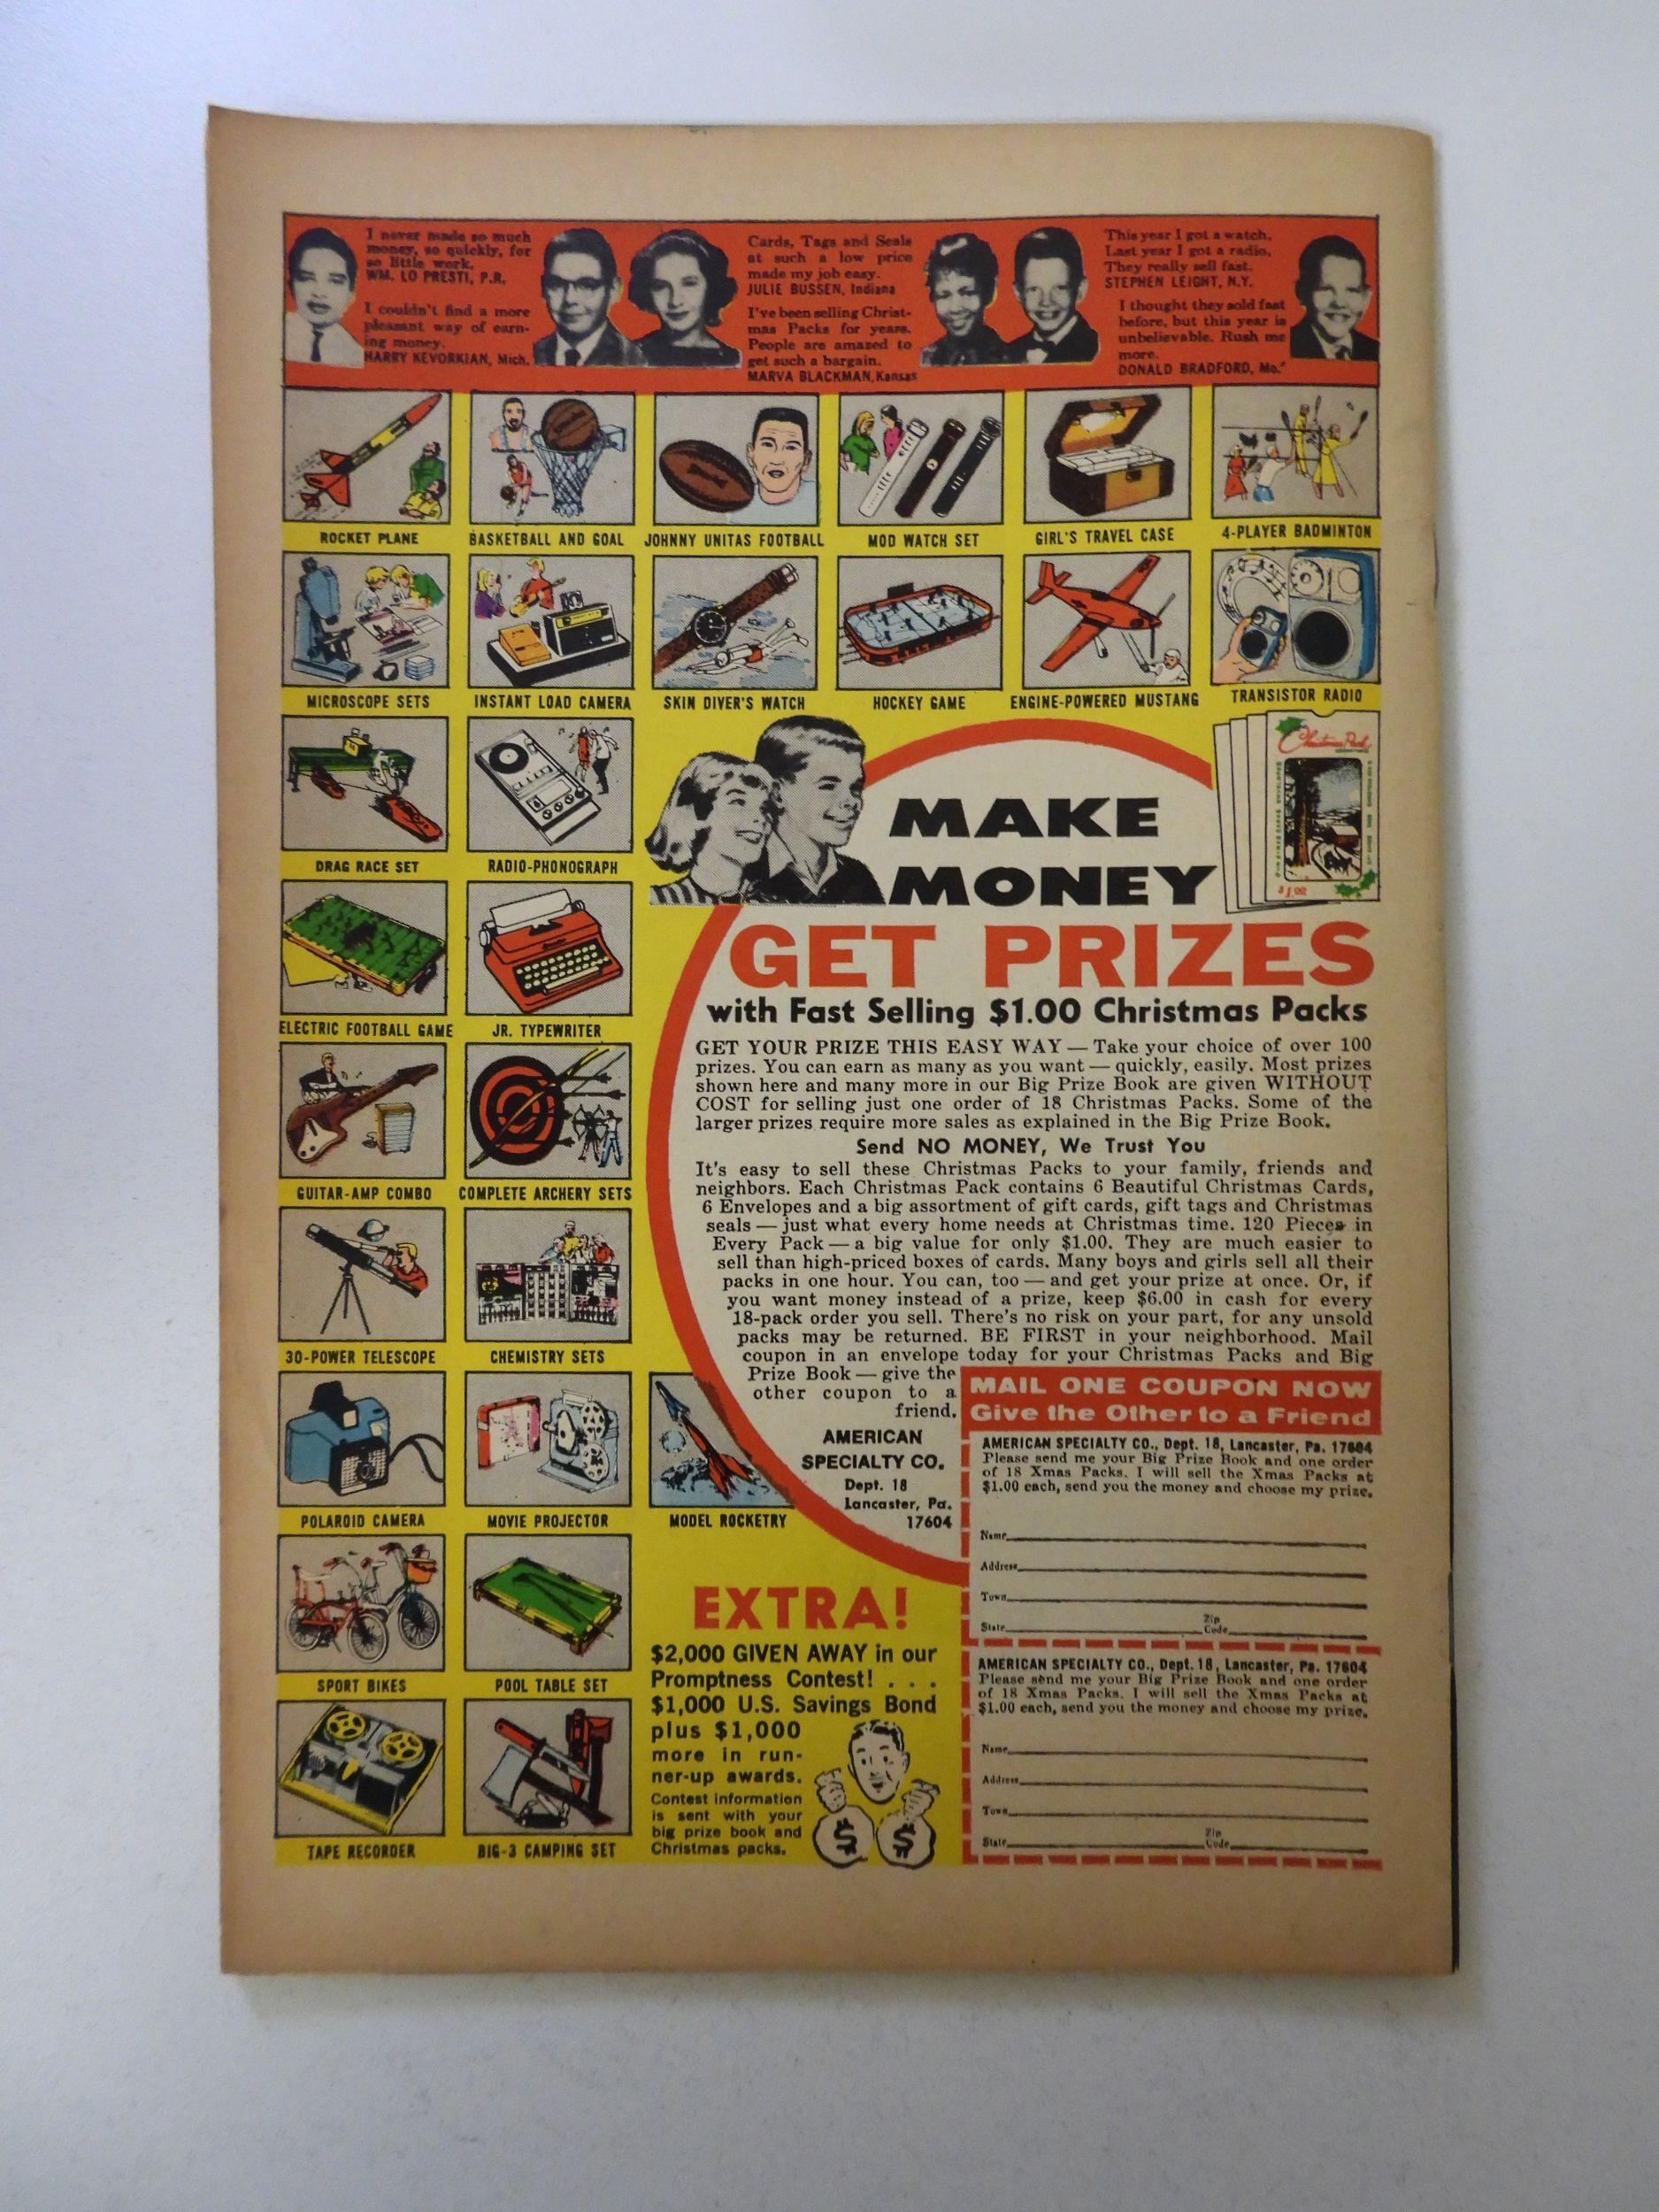 I never made so much
money, so quickly, for
so little work.
WM. LO PRESTI, P.R.
I couldn't find a more
pleasant way of earn-
ing money.
HARRY KEVORKIAN, Mich.
Cards, Tags and Seals
at such a low price
made my job easy.
JULIE BUSSEN, Indiana
I've been selling Christ-
mas Packs for years.
People are amazed to
get such a bargain.
MARVA BLACKMAN, Kansas
This year I got a watch.
Last year I got a radio.
They really sell fast.
STEPHEN LEIGHT, N.Y.
I thought they sold fast
before, but this year is
unbelievable. Rush me
more.
DONALD BRADFORD, Mo."
ROCKET PLANE
BASKETBALL AND GOAL
JOHNNY UNITAS FOOTBALL
MOD WATCH SET
GIRL'S TRAVEL CASE
4-PLAYER BADMINTON
MICROSCOPE SETS
INSTANT LOAD CAMERA
SKIN DIVER'S WATCH
HOCKEY GAME
ENGINE-POWERED MUSTANG
TRANSISTOR RADIO
DRAG RACE SET
RADIO-PHONOGRAPH
ELECTRIC FOOTBALL GAME
JR. TYPEWRITER
GUITAR-AMP COMBO
COMPLETE ARCHERY SETS
30-POWER TELESCOPE
CHEMISTRY SETS
POLAROID CAMERA
MOVIE PROJECTOR
MODEL ROCKETRY
SPORT BIKES
POOL TABLE SET
TAPE RECORDER
BIG-3 CAMPING SET
Christmas Pack
$1.00
MAKE
MONEY
GET PRIZES
with Fast Selling $1.00 Christmas Packs
GET YOUR PRIZE THIS EASY WAY — Take your choice of over 100
prizes. You can earn as many as you want — quickly, easily. Most prizes
shown here and many more in our Big Prize Book are given WITHOUT
COST for selling just one order of 18 Christmas Packs. Some of the
larger prizes require more sales as explained in the Big Prize Book.
Send NO MONEY, We Trust You
It's easy to sell these Christmas Packs to your family, friends and
neighbors. Each Christmas Pack contains 6 Beautiful Christmas Cards,
6 Envelopes and a big assortment of gift cards, gift tags and Christmas
seals — just what every home needs at Christmas time. 120 Pieces in
Every Pack — a big value for only $1.00. They are much easier to
sell than high-priced boxes of cards. Many boys and girls sell all their
packs in one hour. You can, too — and get your prize at once. Or, if
you want money instead of a prize, keep $6.00 in cash for every
18-pack order you sell. There's no risk on your part, for any unsold
packs may be returned. BE FIRST in your neighborhood. Mail
coupon in an envelope today for your Christmas Packs and Big
Prize Book — give the
other coupon to a
friend.
AMERICAN
SPECIALTY CO.
Dept. 18
Lancaster, Pa.
17604
EXTRA!
$2,000 GIVEN AWAY in our
Promptness Contest! . . .
$1,000 U.S. Savings Bond
plus $1,000
more in run-
ner-up awards.
Contest information
is sent with your
big prize book and
Christmas packs.
$ $
MAIL ONE COUPON NOW
Give the Other to a Friend
AMERICAN SPECIALTY CO., Dept. 18, Lancaster, Pa. 17604
Please send me your Big Prize Book and one order
of 18 Xmas Packs. I will sell the Xmas Packs at
$1.00 each, send you the money and choose my prize.
Name
Address
Town
State Zip Code
AMERICAN SPECIALTY CO., Dept. 18, Lancaster, Pa. 17604
Please send me your Big Prize Book and one order
of 18 Xmas Packs. I will sell the Xmas Packs at
$1.00 each, send you the money and choose my prize.
Name
Address
Town
State Zip Code